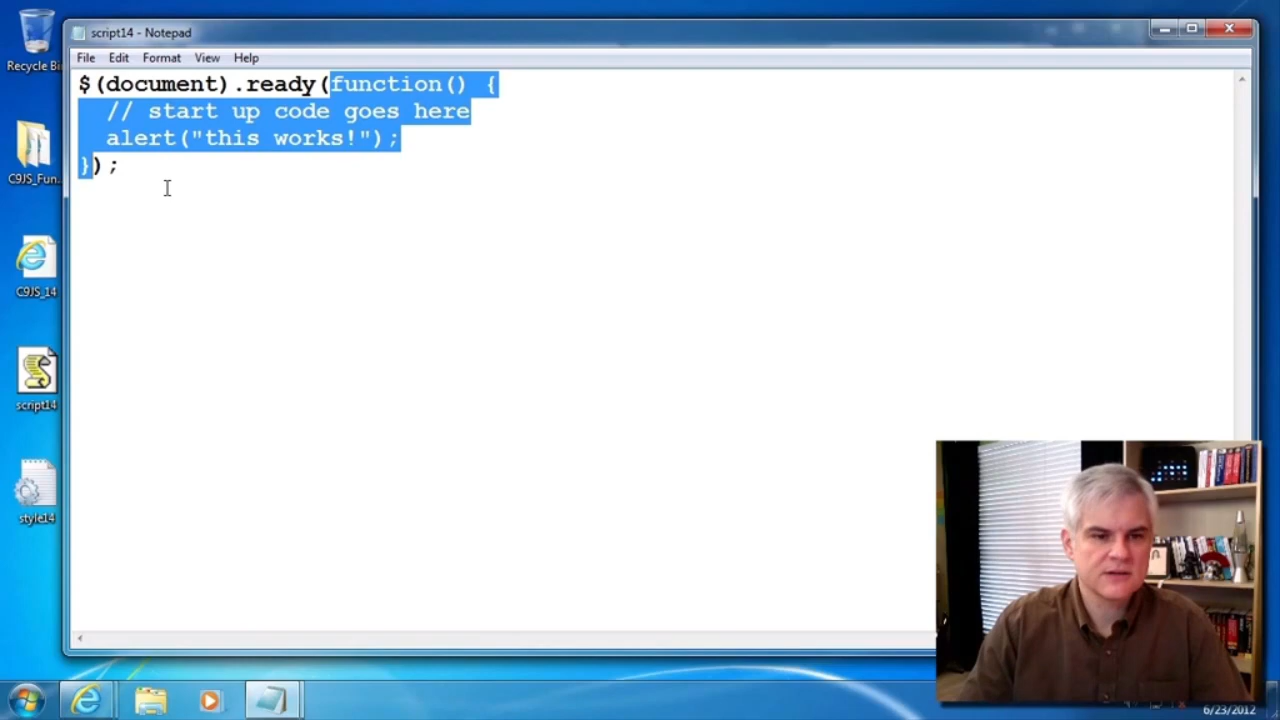 Recycle Bi
C9JS_Fun...
C9JS_14
script14
style14
script14 - Notepad
File Edit Format View Help
$(document).ready(function() {
// start up code goes here
alert("this works!");
});
6/23/2012